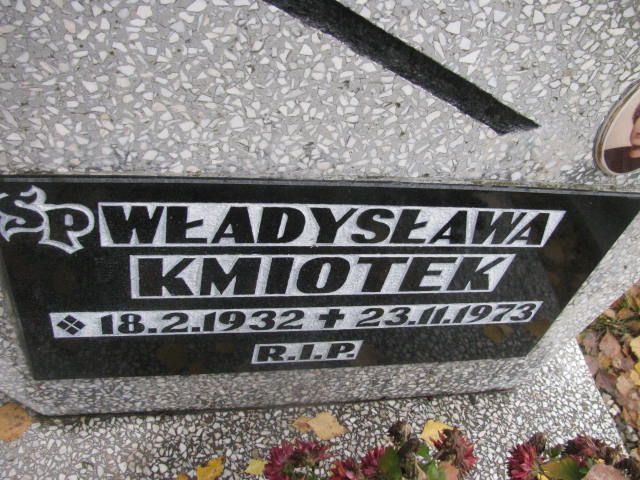 ŚP WŁADYSŁAWA
KMIOTEK
❖ 18.2.1932 ✝ 23.11.1973
R.I.P.